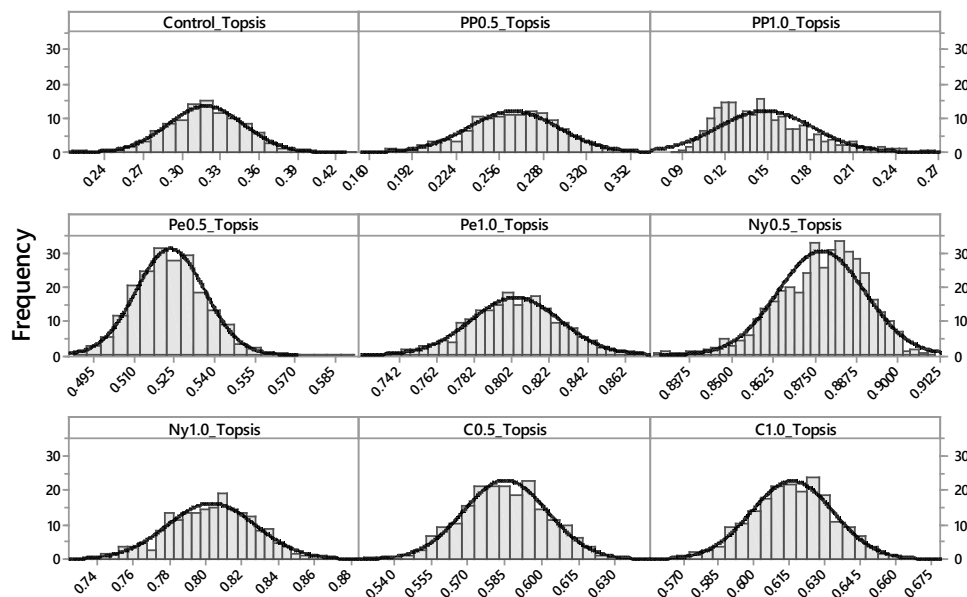 Control_Topsis PP0.5_Topsis PP1.0_Topsis
30 30
20 20
10 10
0 0
0.24 0.27 0.30 0.33 0.36 0.39 0.42 0.160 0.192 0.224 0.256 0.28 0.320 0.352 0.09 0.12 0.15 0.18 0.21 0.24 0.27
Pe0.5_Topsis Pe1.0_Topsis Ny0.5_Topsis
Frequency
30 30
20 20
10 10
0 0
0.495 0.510 0.525 0.540 0.555 0.570 0.585 0.742 0.762 0.782 0.802 0.822 0.842 0.862 0.8375 0.8500 0.8625 0.8750 0.8875 0.9000 0.9125
Ny1.0_Topsis C0.5_Topsis C1.0_Topsis
30 30
20 20
10 10
0 0
0.74 0.76 0.78 0.80 0.82 0.84 0.86 0.88 0.540 0.555 0.570 0.585 0.600 0.615 0.630 0.570 0.585 0.600 0.615 0.630 0.645 0.660 0.675